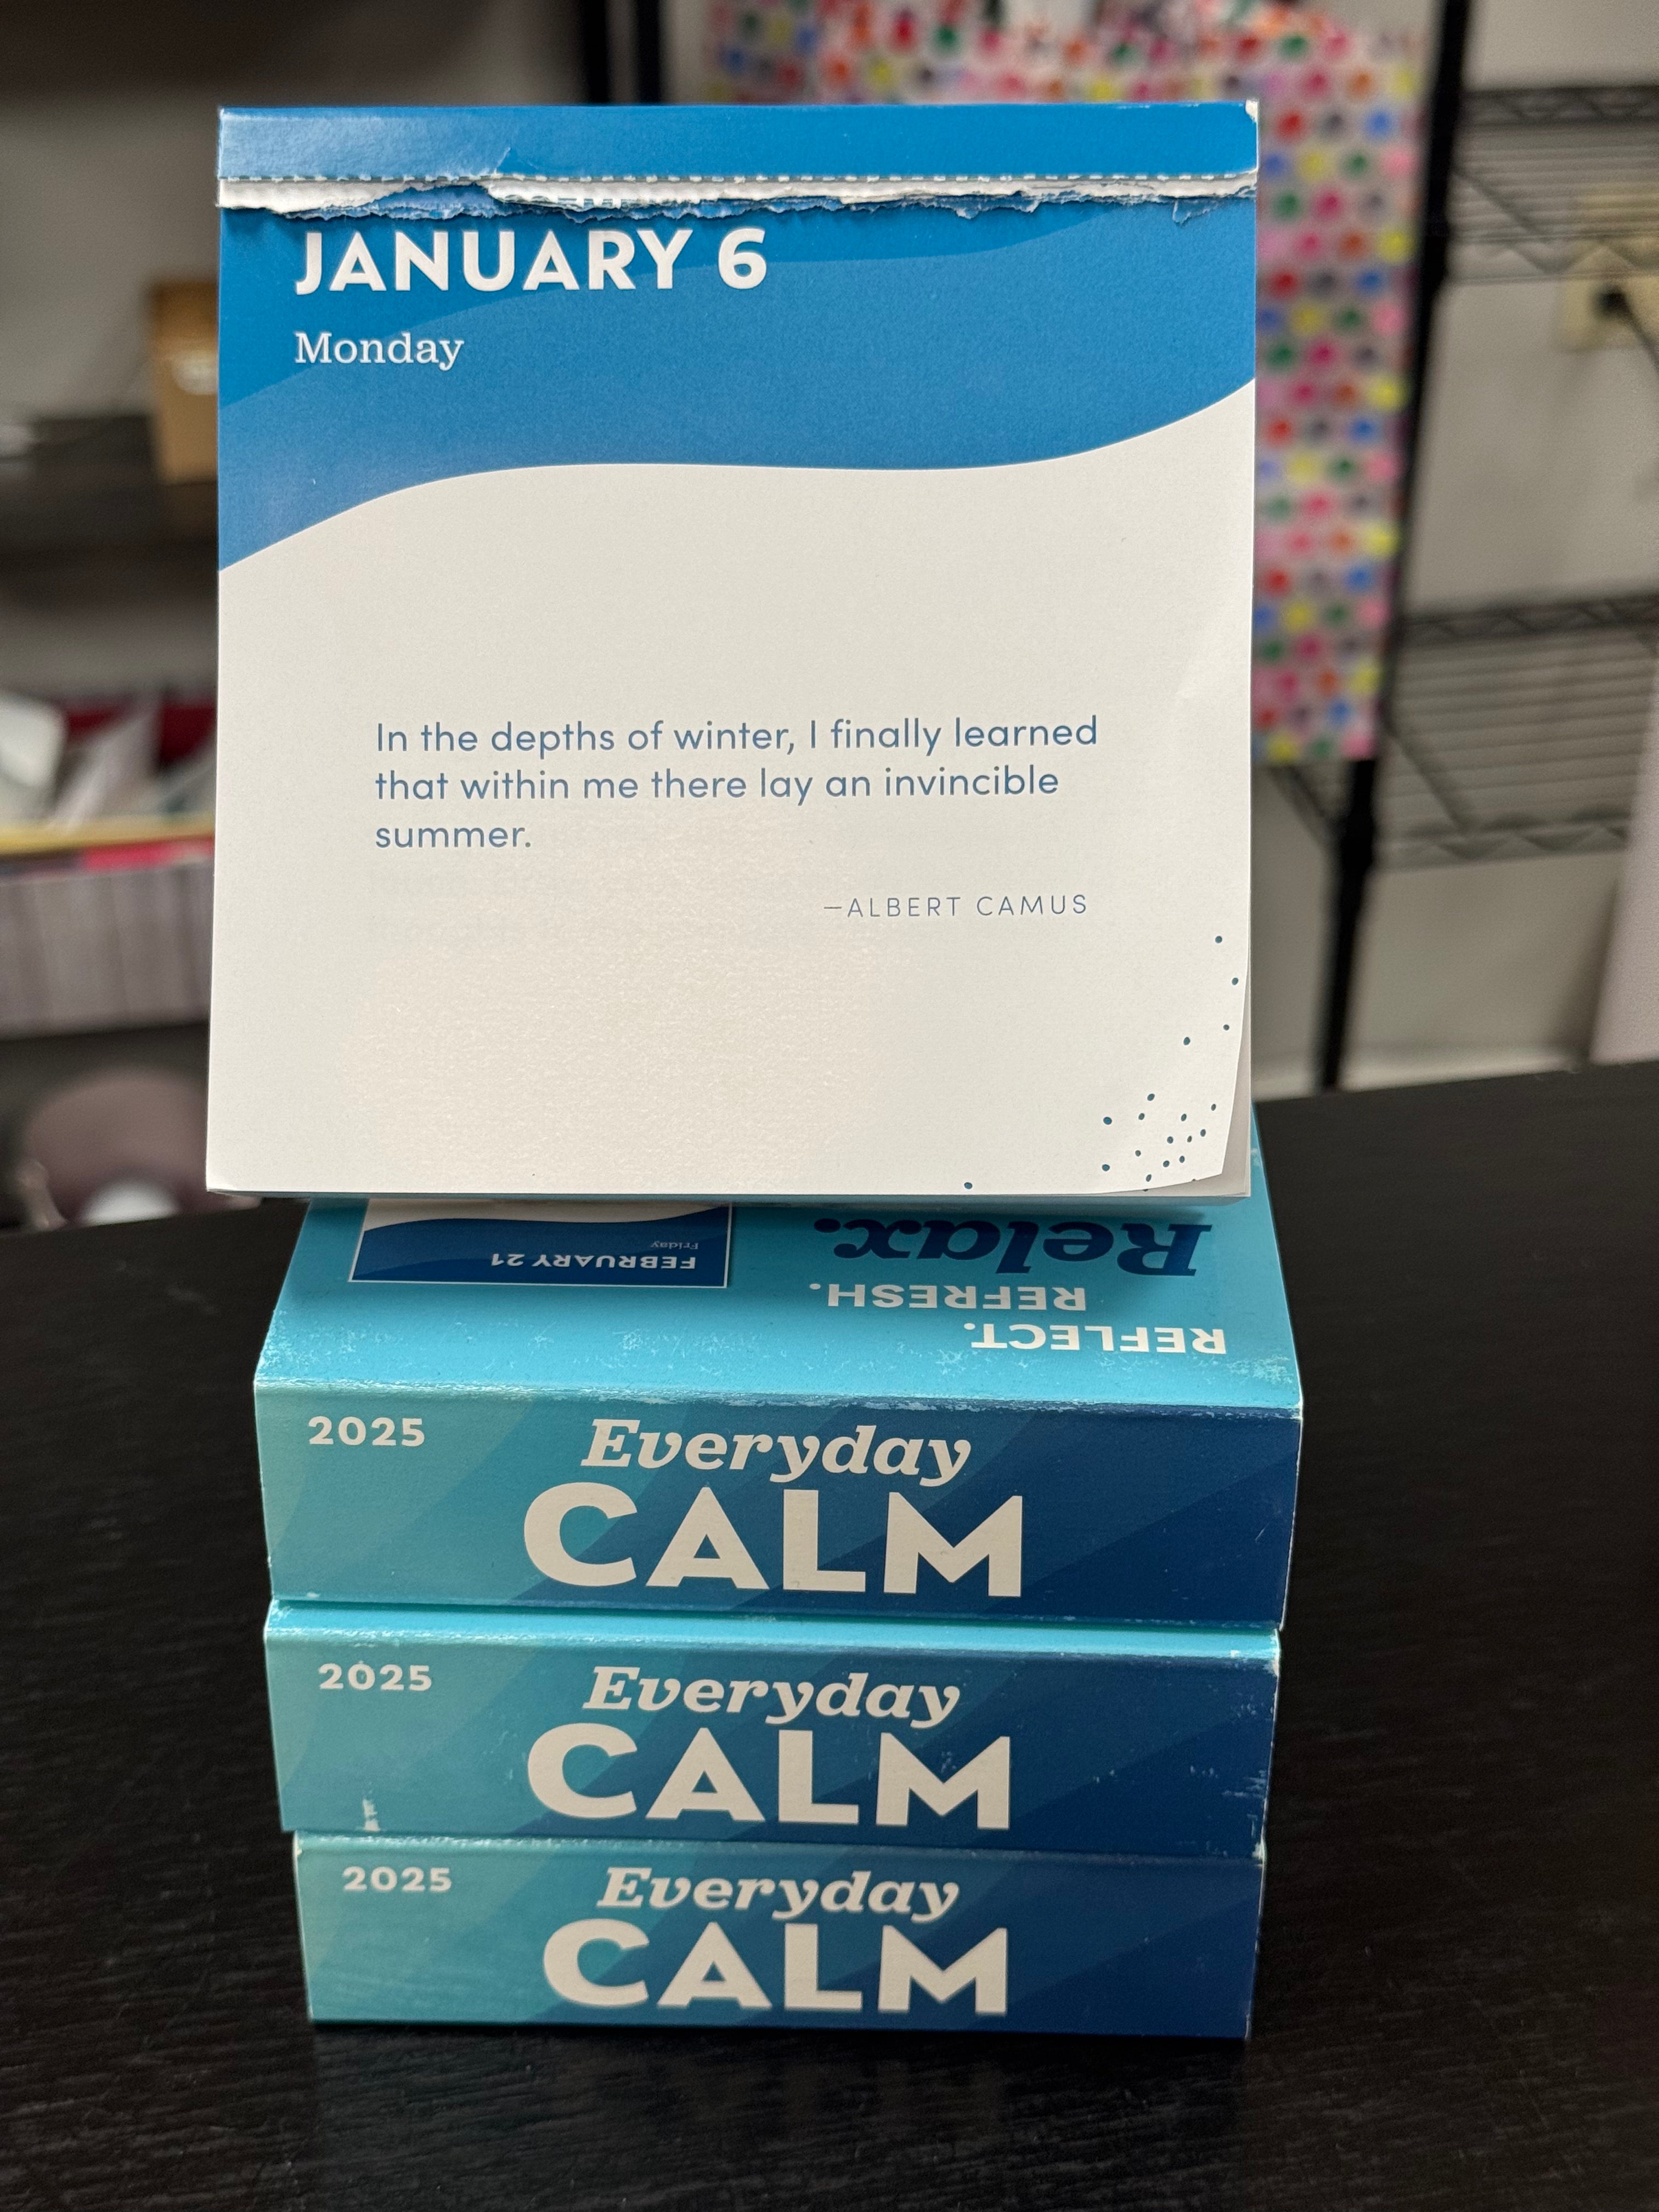 JANUARY 6
Monday
In the depths of winter, I finally learned
that within me there lay an invincible
summer.
—ALBERT CAMUS
REFLECT.
REFRESH.
Relax.
FEBRUARY 21
Friday
2025
Everyday
CALM
2025
Everyday
CALM
2025
Everyday
CALM